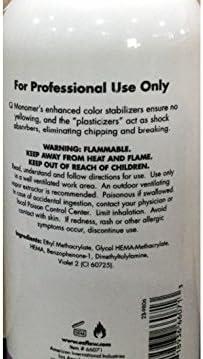 For Professional Use Only
Q Monomer's enhanced color stabilizers ensure no
yellowing, and the "plasticizers" act as shock
absorbers, eliminating chipping and breaking.
WARNING: FLAMMABLE.
KEEP AWAY FROM HEAT AND FLAME.
KEEP OUT OF REACH OF CHILDREN.
Read, understand and follow directions for use. Use only
in a well ventilated work area. An outdoor ventilating
vapor extractor is recommended. Poisonous if swallowed.
In case of accidental ingestion, contact your physician or
local Poison Control Center. Limit inhalation. Avoid
contact with skin. If redness, rash or other allergic
symptoms occur, discontinue use.
Ingredients: Ethyl Methacrylate, Glycol HEMA-Methacrylate,
HEMA, Benzophenone-1, Dimethyltolylamine,
Violet 2 (CI 60725).
Item # 66071
American International Industries